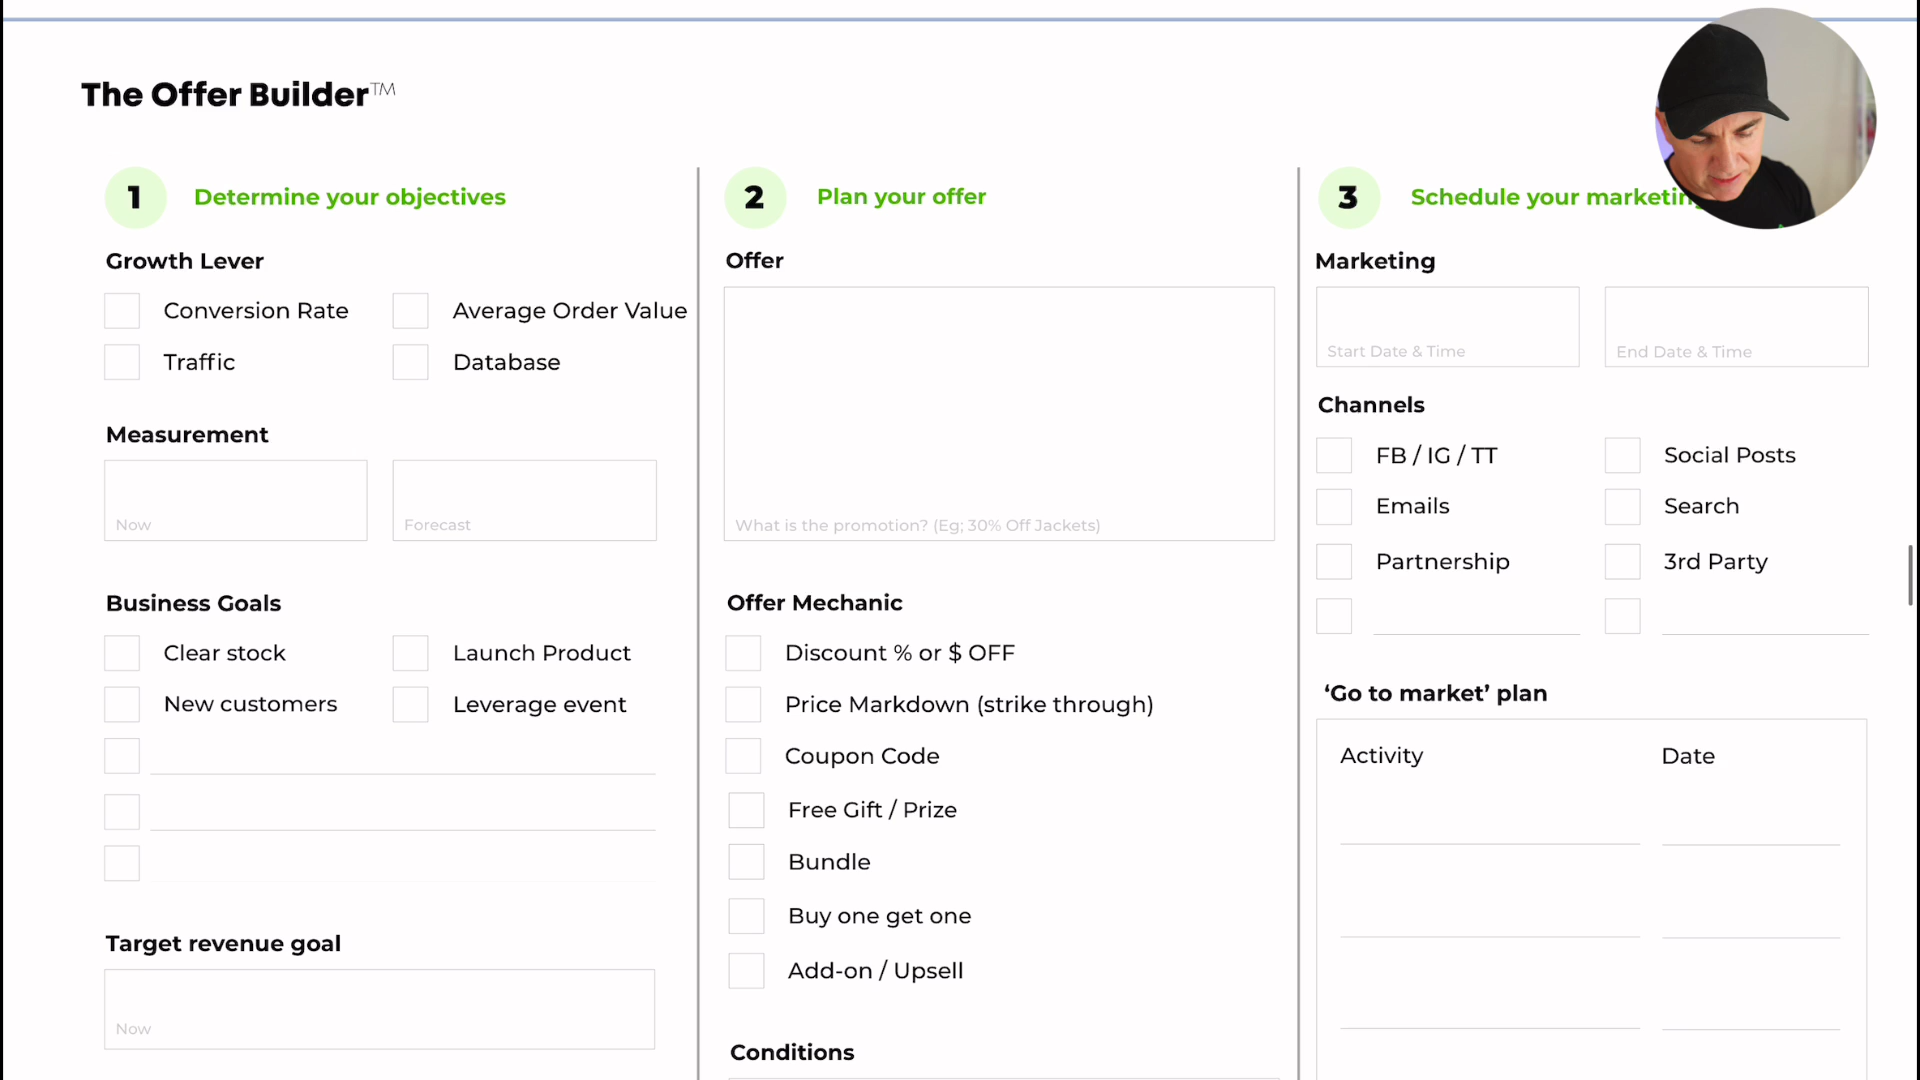 The Offer Builder™
1 Determine your objectives
Growth Lever
Conversion Rate Average Order Value
Traffic Database
Measurement
Now Forecast
Business Goals
Clear stock Launch Product
New customers Leverage event
Target revenue goal
Now
2 Plan your offer
Offer
What is the promotion? (Eg; 30% Off Jackets)
Offer Mechanic
Discount % or $ OFF
Price Markdown (strike through)
Coupon Code
Free Gift / Prize
Bundle
Buy one get one
Add-on / Upsell
Conditions
3 Schedule your marketin
Marketing
Start Date & Time End Date & Time
Channels
FB / IG / TT Social Posts
Emails Search
Partnership 3rd Party
‘Go to market’ plan
Activity Date